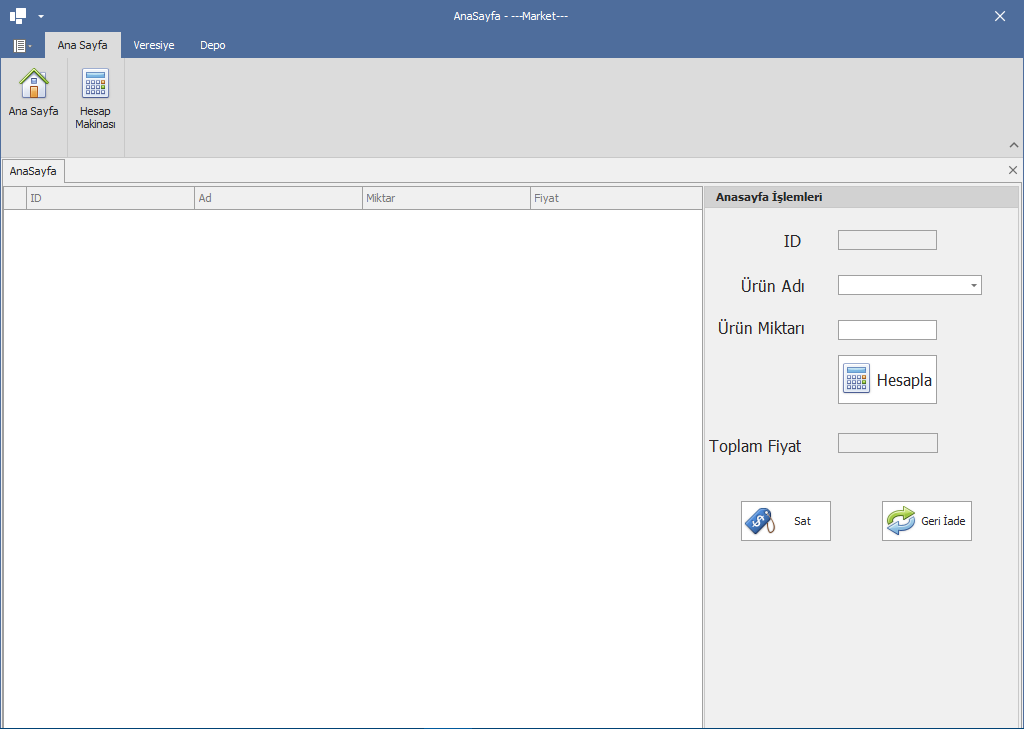 AnaSayfa - ---Market---
Ana Sayfa
Veresiye
Depo
Ana Sayfa
Hesap
Makinası
AnaSayfa
ID
Ad
Miktar
Fiyat
Anasayfa İşlemleri
ID
Ürün Adı
Ürün Miktarı
Hesapla
Toplam Fiyat
Sat
Geri İade